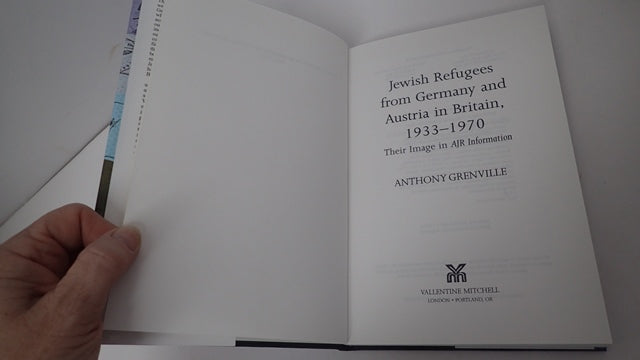 Jewish Refugees
from Germany and
Austria in Britain,
1933–1970
Their Image in AJR Information
ANTHONY GRENVILLE
VALLENTINE MITCHELL
LONDON • PORTLAND, OR